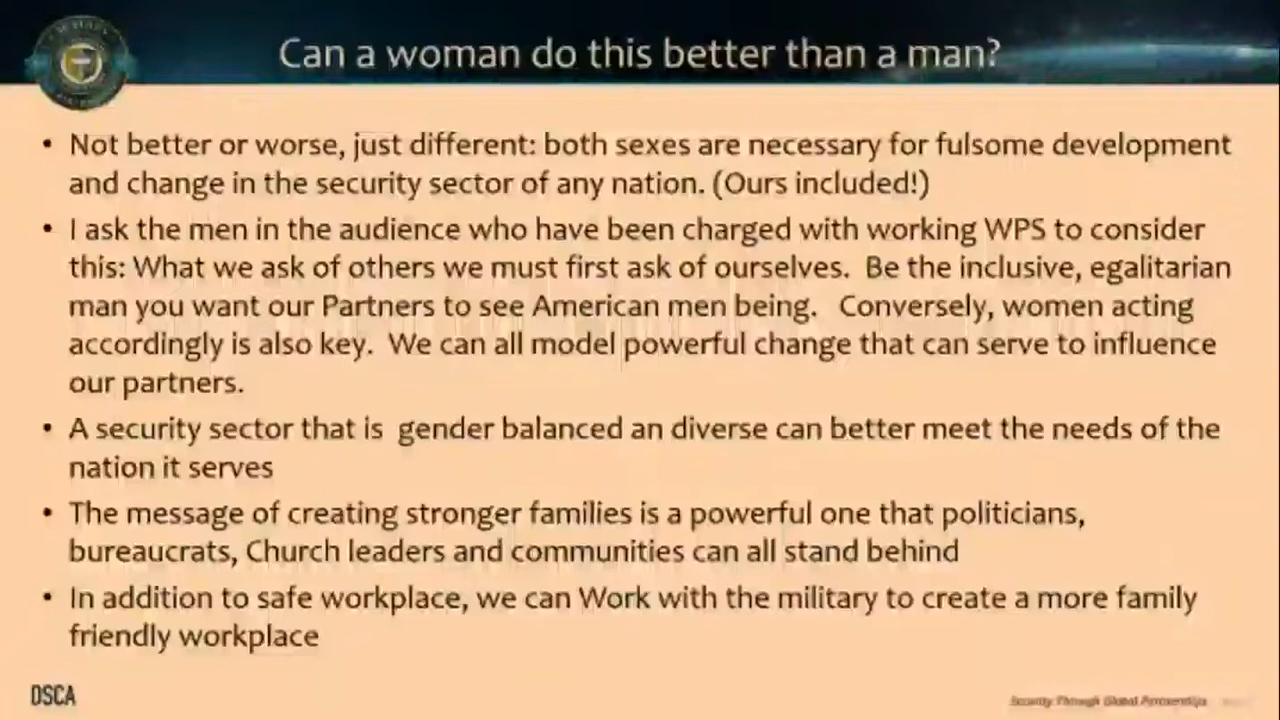 Can a woman do this better than a man?
• Not better or worse, just different: both sexes are necessary for fulsome development
and change in the security sector of any nation. (Ours included!)
• I ask the men in the audience who have been charged with working WPS to consider
this: What we ask of others we must first ask of ourselves.  Be the inclusive, egalitarian
man you want our Partners to see American men being.   Conversely, women acting
accordingly is also key.  We can all model powerful change that can serve to influence
our partners.
• A security sector that is  gender balanced an diverse can better meet the needs of the
nation it serves
• The message of creating stronger families is a powerful one that politicians,
bureaucrats, Church leaders and communities can all stand behind
• In addition to safe workplace, we can Work with the military to create a more family
friendly workplace
DSCA
Security Through Global Partnerships